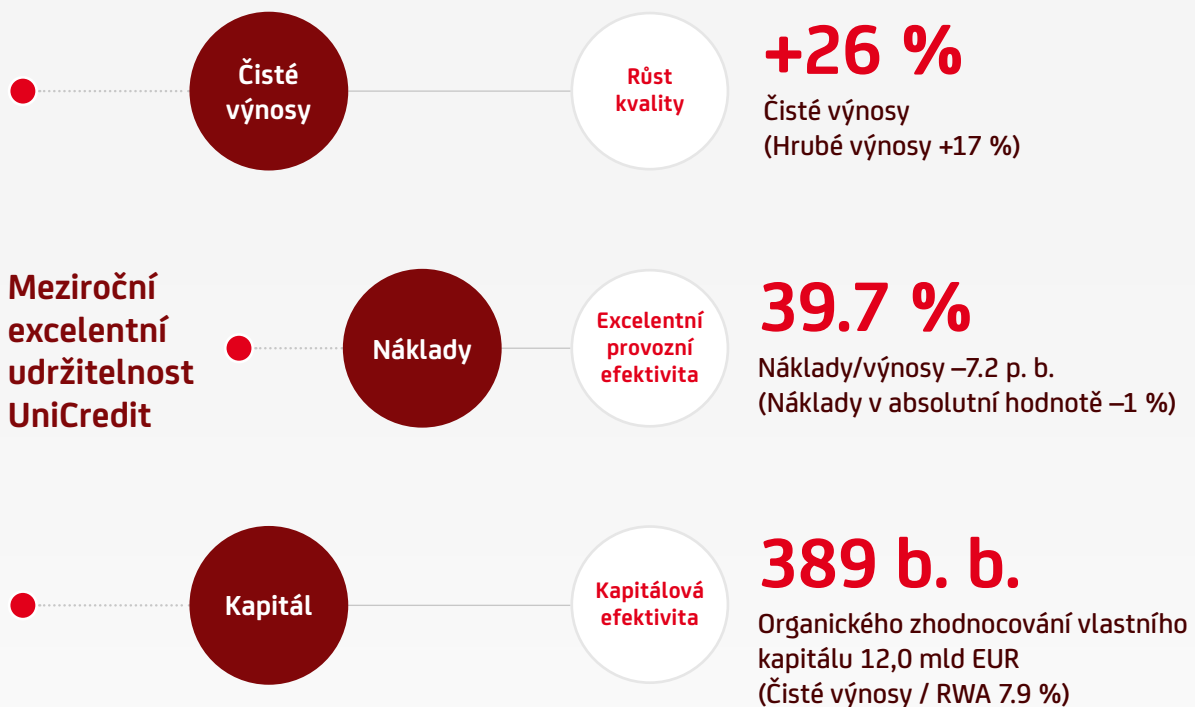 Čisté
výnosy
Růst
kvality
+26 %
Čisté výnosy
(Hrubé výnosy +17 %)
Meziroční
excelentní
udržitelnost
UniCredit
Náklady
Excelentní
provozní
efektivita
39.7 %
Náklady/výnosy –7.2 p. b.
(Náklady v absolutní hodnotě –1 %)
Kapitál
Kapitálová
efektivita
389 b. b.
Organického zhodnocování vlastního
kapitálu 12,0 mld EUR
(Čisté výnosy / RWA 7.9 %)